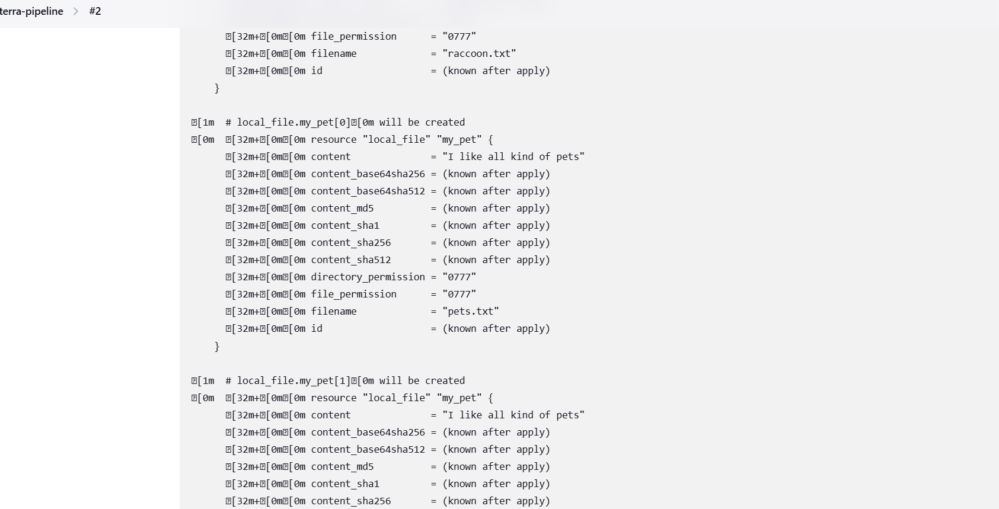 terra-pipeline > #2
�[32m+�[0m�[0m file_permission      = "0777"
�[32m+�[0m�[0m filename             = "raccoon.txt"
�[32m+�[0m�[0m id                   = (known after apply)
}
�[1m  # local_file.my_pet[0]�[0m will be created
�[0m  �[32m+�[0m�[0m resource "local_file" "my_pet" {
�[32m+�[0m�[0m content              = "I like all kind of pets"
�[32m+�[0m�[0m content_base64sha256 = (known after apply)
�[32m+�[0m�[0m content_base64sha512 = (known after apply)
�[32m+�[0m�[0m content_md5          = (known after apply)
�[32m+�[0m�[0m content_sha1         = (known after apply)
�[32m+�[0m�[0m content_sha256       = (known after apply)
�[32m+�[0m�[0m content_sha512       = (known after apply)
�[32m+�[0m�[0m directory_permission = "0777"
�[32m+�[0m�[0m file_permission      = "0777"
�[32m+�[0m�[0m filename             = "pets.txt"
�[32m+�[0m�[0m id                   = (known after apply)
}
�[1m  # local_file.my_pet[1]�[0m will be created
�[0m  �[32m+�[0m�[0m resource "local_file" "my_pet" {
�[32m+�[0m�[0m content              = "I like all kind of pets"
�[32m+�[0m�[0m content_base64sha256 = (known after apply)
�[32m+�[0m�[0m content_base64sha512 = (known after apply)
�[32m+�[0m�[0m content_md5          = (known after apply)
�[32m+�[0m�[0m content_sha1         = (known after apply)
�[32m+�[0m�[0m content_sha256       = (known after apply)